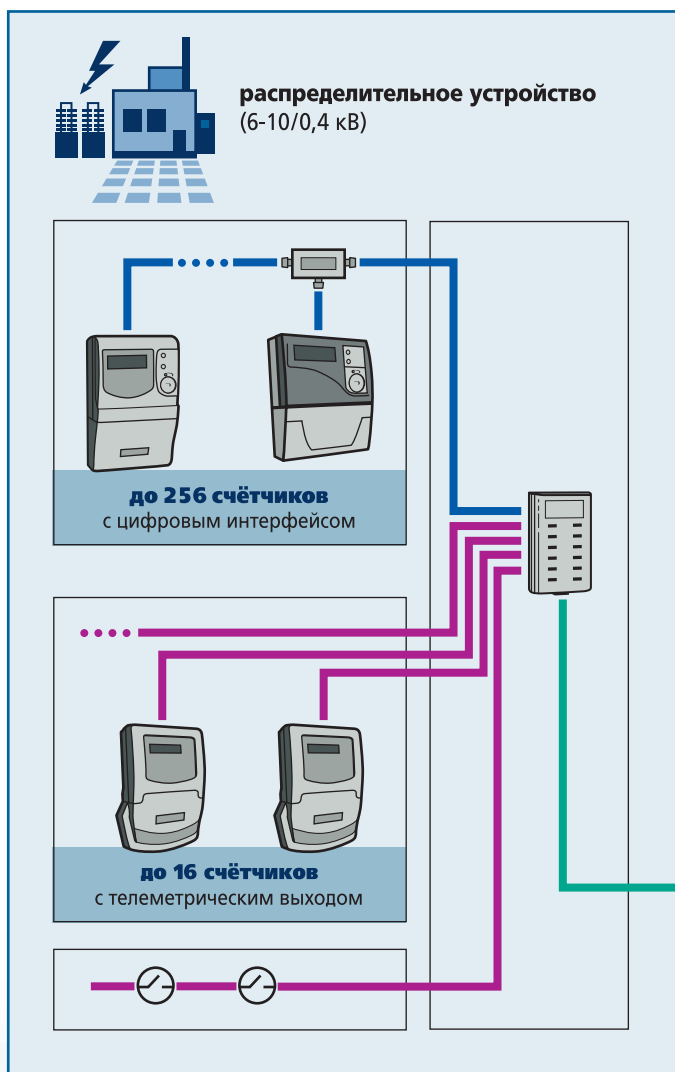 распределительное устройство
(6-10/0,4 кВ)
до 256 счётчиков
с цифровым интерфейсом
до 16 счётчиков
с телеметрическим выходом